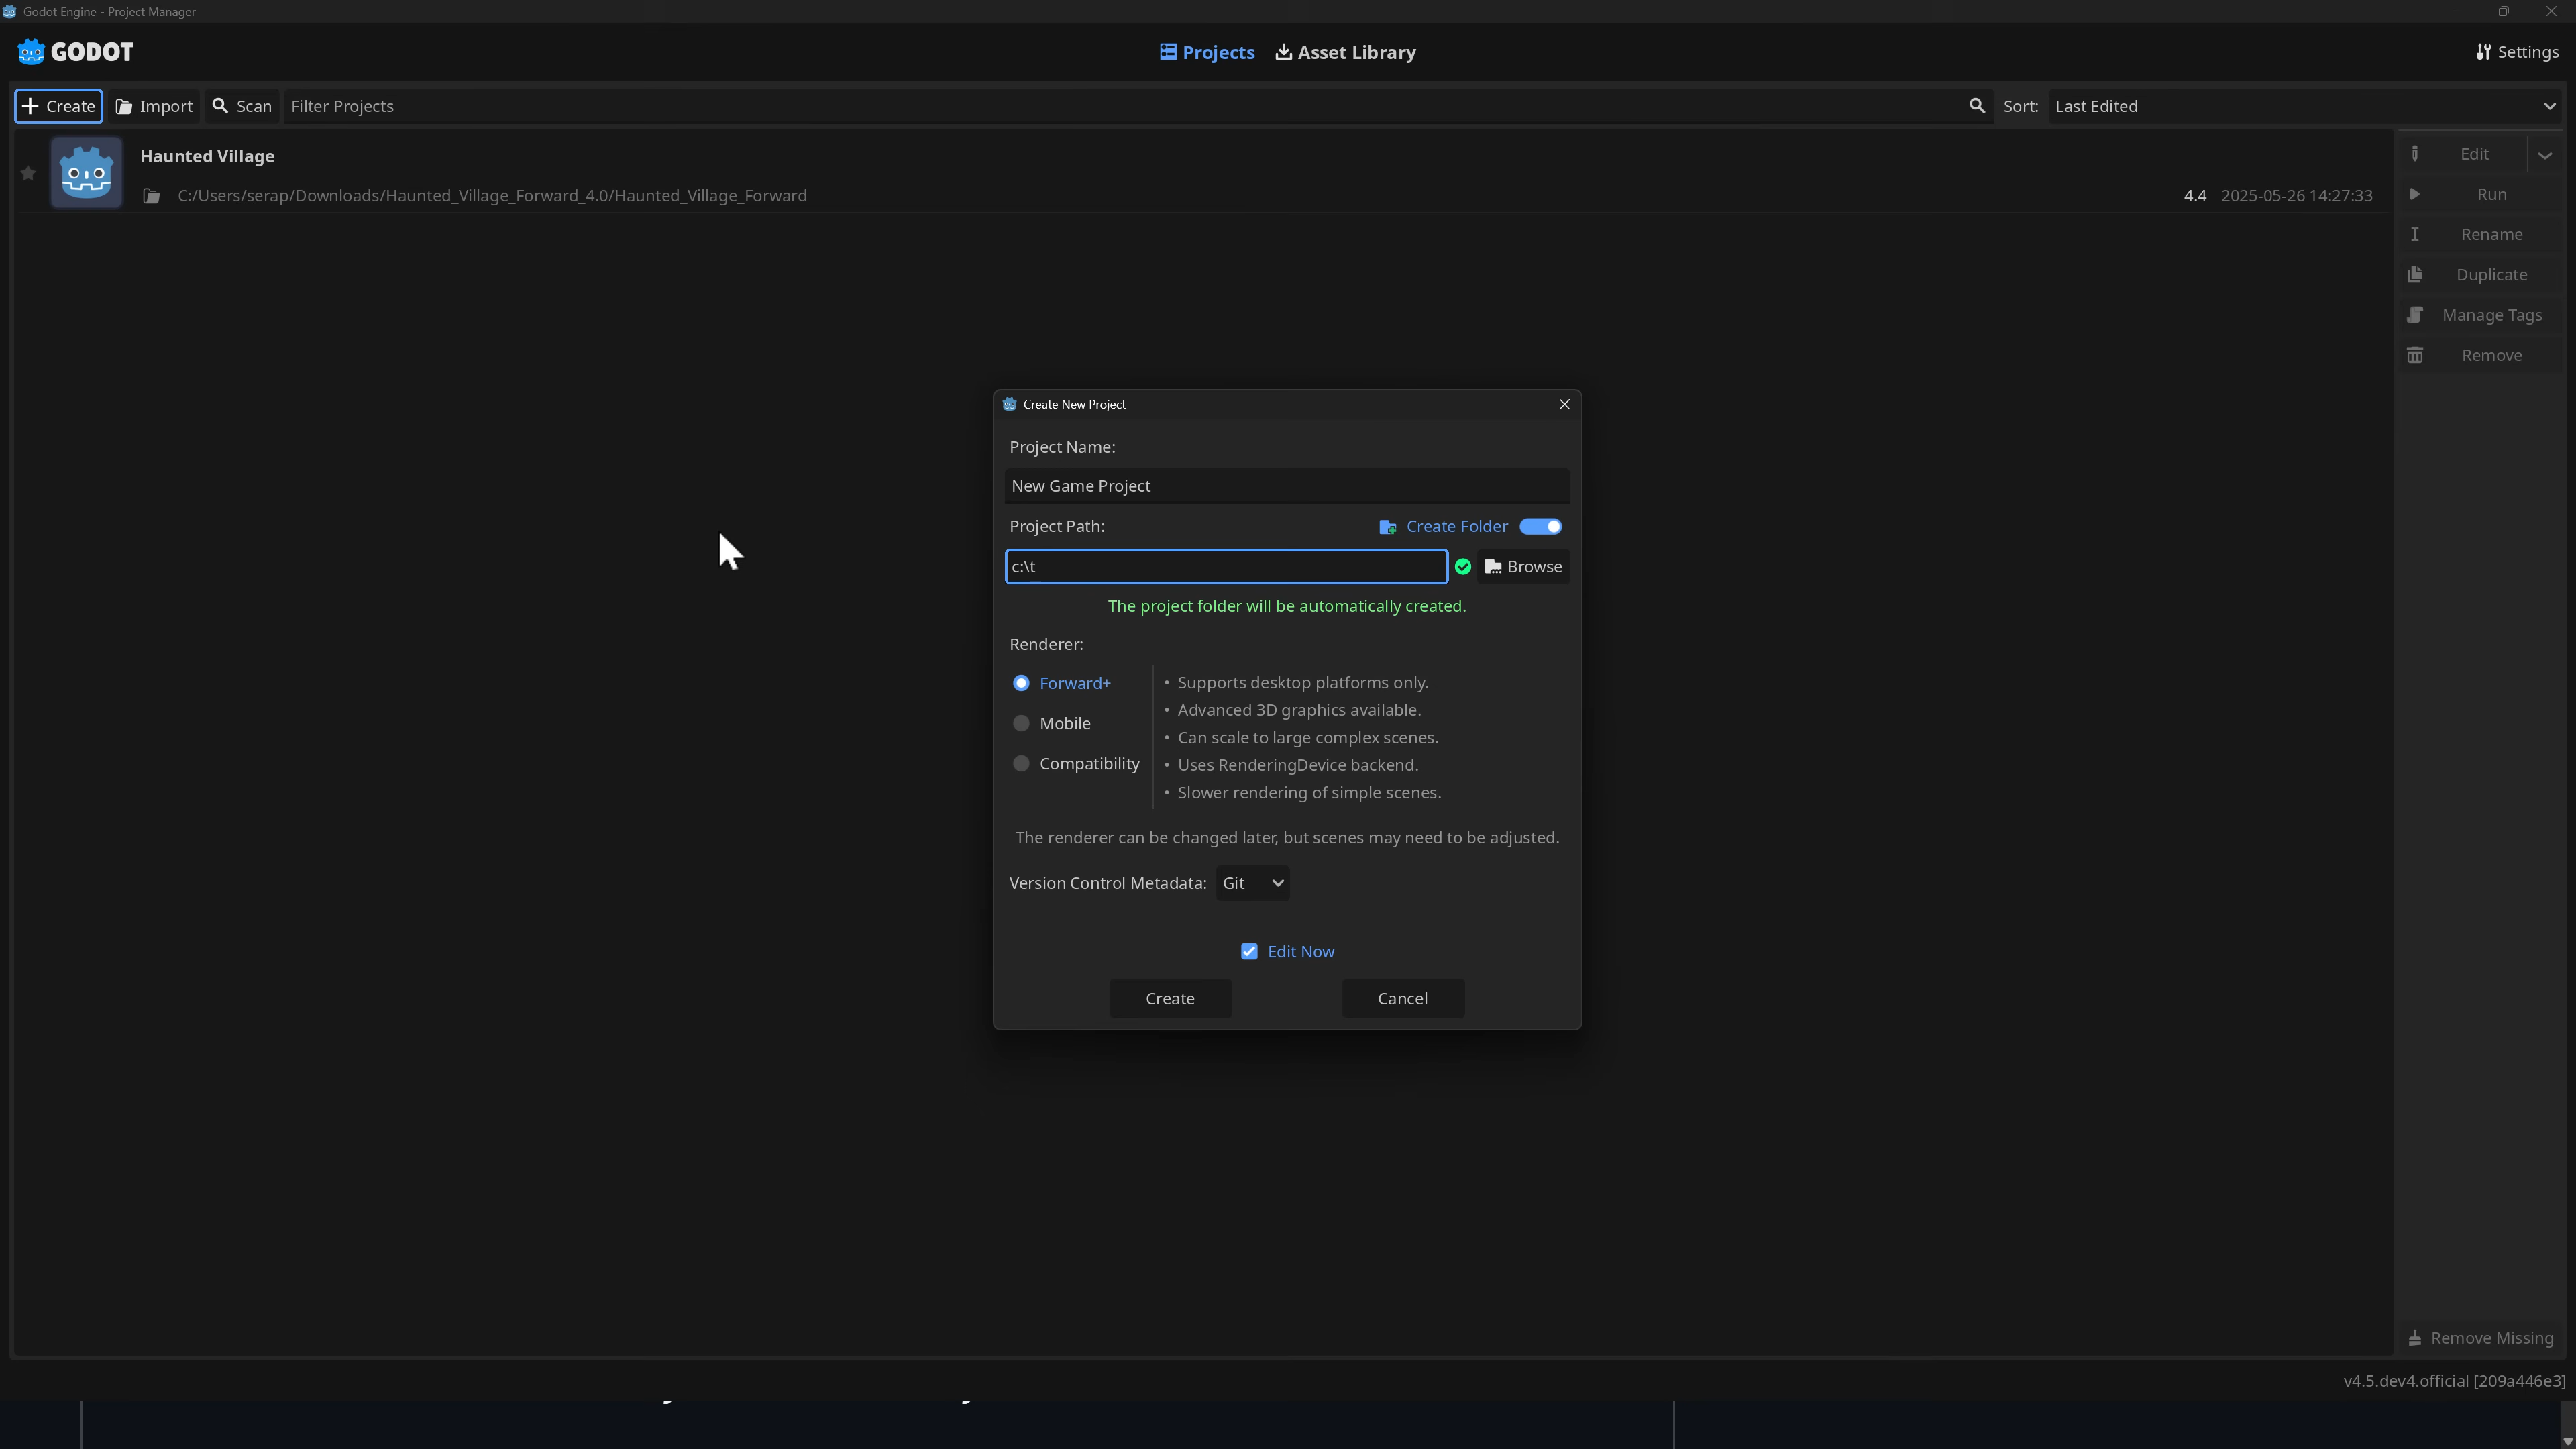 Godot Engine - Project Manager
GODOT
Projects Asset Library
Settings
Create Import Scan Filter Projects Sort: Last Edited
Haunted Village
C:/Users/serap/Downloads/Haunted_Village_Forward_4.0/Haunted_Village_Forward 4.4 2025-05-26 14:27:33
Edit
Run
Rename
Duplicate
Manage Tags
Remove
Create New Project
Project Name:
New Game Project
Project Path: Create Folder
c:\t Browse
The project folder will be automatically created.
Renderer:
Forward+
Mobile
Compatibility
• Supports desktop platforms only.
• Advanced 3D graphics available.
• Can scale to large complex scenes.
• Uses RenderingDevice backend.
• Slower rendering of simple scenes.
The renderer can be changed later, but scenes may need to be adjusted.
Version Control Metadata: Git
Edit Now
Create Cancel
Remove Missing
v4.5.dev4.official [209a446e3]